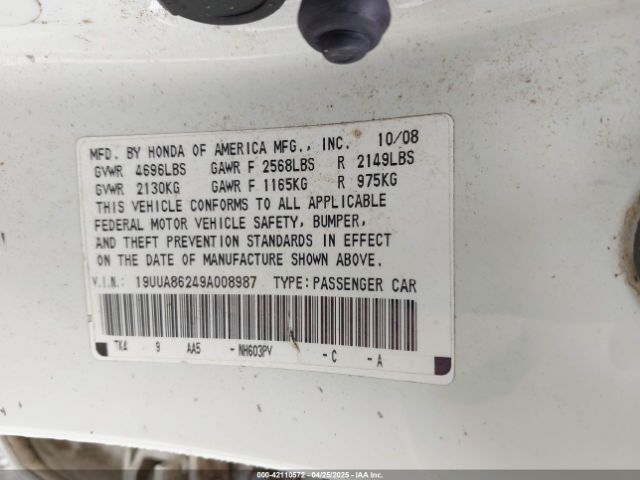 MFD. BY HONDA OF AMERICA MFG., INC. 10/08
GVWR 4696LBS GAWR F 2568LBS R 2149LBS
GVWR 2130KG GAWR F 1165KG R 975KG
THIS VEHICLE CONFORMS TO ALL APPLICABLE
FEDERAL MOTOR VEHICLE SAFETY, BUMPER,
AND THEFT PREVENTION STANDARDS IN EFFECT
ON THE DATE OF MANUFACTURE SHOWN ABOVE.
V.I.N.: 19UUA86249A008987 TYPE: PASSENGER CAR
TK4 9 AA5 -NH603PV -C -A
000-42110572 - 04/25/2025 - IAA Inc. Copyright